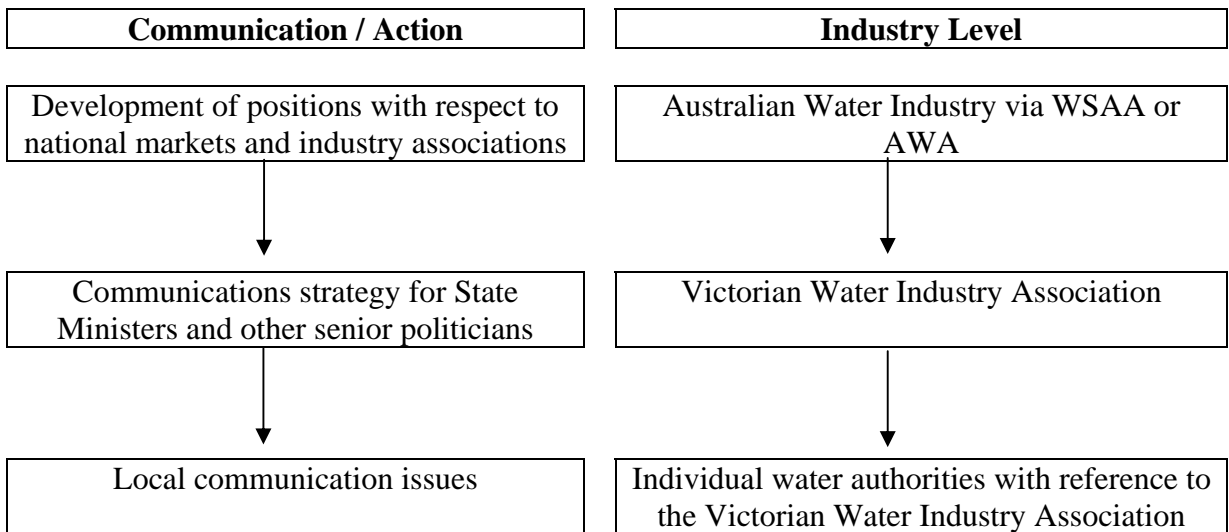 Communication / Action
Industry Level
Development of positions with respect to
national markets and industry associations
Australian Water Industry via WSAA or
AWA
Communications strategy for State
Ministers and other senior politicians
Victorian Water Industry Association
Local communication issues
Individual water authorities with reference to
the Victorian Water Industry Association